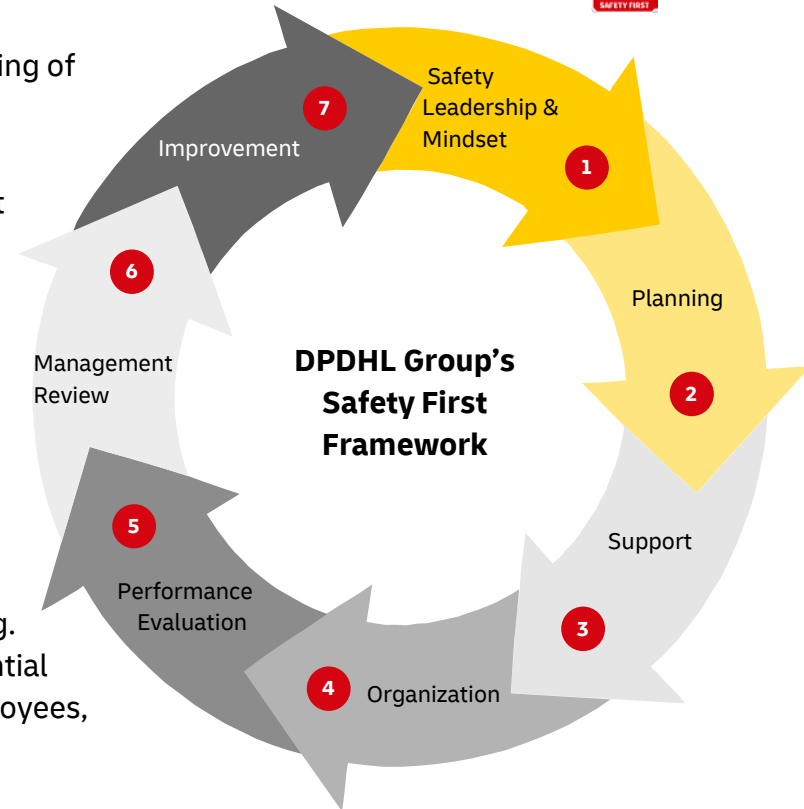 SAFETY FIRST
ing of
t
g.
ntial
oyees,
Safety
Leadership &
Mindset
1
Planning
2
Support
3
Organization
4
Performance
Evaluation
5
Management
Review
6
Improvement
7
DPDHL Group’s
Safety First
Framework